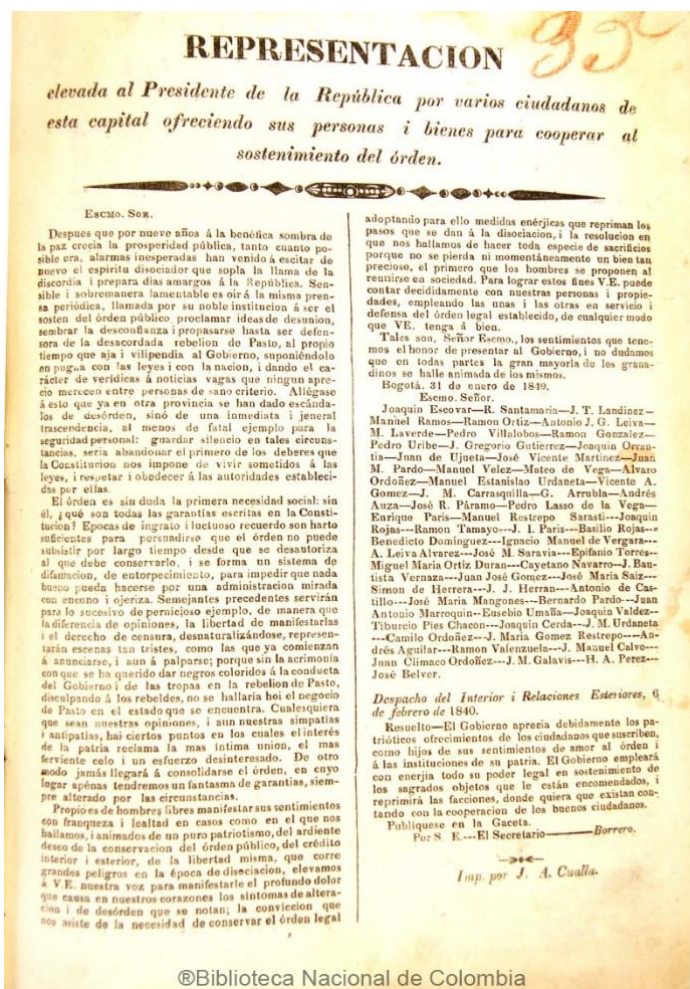 REPRESENTACION
elevada al Presidente de la República por varios ciudadanos de
esta capital ofreciendo sus personas i bienes para cooperar al
sostenimiento del órden.
Escmo. Sor.
Despues que por nueve años á la benéfica sombra de
la paz crecia la prosperidad pública, tanto cuanto po-
sible era, alarmas inesperadas han venido á escitar de
nuevo el espiritu disociador que sopla la llama de la
discordia i prepara dias amargos á la República. Sen-
sible i sobremanera lamentable es oirá la misma pren-
sa periódica, llamada por su noble institucion á ser el
sosten del órden público, proclamar ideas de desunion,
sembrar la desconfianza i propasarse hasta ser defen-
sora de la desacordada rebelion de Pasto, al propio
tiempo que aja i vilipendia al Gobierno, suponiéndolo
en pugna con las leyes i con la nacion, i dando el ca-
rácter de verídicas á noticias vagas que ningun apre-
cio merecen entre personas de sano criterio. Allégase
á esto que ya en otra provincia se han dado escánda-
los de desórden, sinó de una inmediata i jeneral
trascendencia, al menos de fatal ejemplo para la
seguridad personal: guardar silencio en tales circuns-
tancias, seria abandonar el primero de los deberes que
la Constitucion nos impone de vivir sometidos á las
leyes, i respetar i obedecer á las autoridades estableci-
das por ellas.
El órden es sin duda la primera necesidad social: sin
él, ¿qué son todas las garantías escritas en la Consti-
tucion? Epocas de ingrato i luctuoso recuerdo son harto
suficientes para persuadirse que el órden no puede
subsistir por largo tiempo desde que se desautoriza
al que debe conservarlo, i se forma un sistema de
difamacion, de entorpecimiento, para impedir que nada
bueno pueda hacerse por una administracion mirada
con encono i ojeriza. Semejantes precedentes servirán
para lo sucesivo de pernicioso ejemplo, de manera que
la diferencia de opiniones, la libertad de manifestarlas
i el derecho de censura, desnaturalizándose, represen-
tarán escenas tan tristes, como las que ya comienzan
á anunciarse, i aun á palparse; porque sin la acrimonía
con que se ha querido dar negros coloridos á la conducta
del Gobierno i de las tropas en la rebelion de Pasto,
disculpando á los rebeldes, no se hallaria hoi el negocio
de Pasto en el estado que se encuentra. Cualesquiera
que sean nuestras opiniones, i aun nuestras simpatías
i antipatías, hai ciertos puntos en los cuales el interés
de la patria reclama la mas íntima union, el mas
ferviente celo i un esfuerzo desinteresado. De otro
modo jamás llegará á consolidarse el órden, en cuyo
lugar apénas tendremos un fantasma de garantias, siem-
pre alterado por las circunstancias.
Propio es de hombres libres manifestar sus sentimientos
con franqueza i lealtad en casos como en el que nos
hallamos, i animados de un puro patriotismo, del ardiente
deseo de la conservacion del órden público, del crédito
interior i esterior, de la libertad misma, que corre
grandes peligros en la época de disociacion, elevamos
á V.E. nuestra voz para manifestarle el profundo dolor
que causa en nuestros corazones los síntomas de altera-
cion i de desórden que se notan; la conviccion que
nos asiste de la necesidad de conservar el órden legal
adoptando para ello medidas enérjicas que repriman los
pasos que se dan á la disociacion, i la resolucion en
que nos hallamos de hacer toda especie de sacrificios
porque no se pierda ni momentáneamente un bien tan
precioso, el primero que los hombres se proponen al
reunirse en sociedad. Para lograr estos fines V.E. puede
contar decididamente con nuestras personas i propie-
dades, empleando las unas i las otras en servicio i
defensa del órden legal establecido, de cualquier modo
que VE. tenga á bien.
Tales son, Señor Escmo., los sentimientos que tene-
mos el honor de presentar al Gobierno, i no dudamos
que en todas partes la gran mayoría de los grana-
dinos se halle animada de los mismos.
Bogotá, 31 de enero de 1840.
Escmo. Señor.
Joaquin Escovar—R. Santamaria—J. T. Landinez—
Manuel Ramos—Ramon Ortiz—Antonio J. G. Leiva—
M. Laverde—Pedro Villalobos—Ramon Gonzalez—
Pedro Uribe—J. Gregorio Gutierrez—Joaquin Orran-
tia—Juan de Ujueta—José Vicente Martinez—Juan
M. Pardo—Manuel Velez—Mateo de Vega—Alvaro
Ordoñez—Manuel Estanislao Urdaneta—Vicente A.
Gomez—J. M. Carrasquilla—G. Arrubla—Andrés
Auza—José R. Páramo—Pedro Lasso de la Vega—
Enrique Paris—Manuel Restrepo Sarasti—Joaquin
Rojas—Ramon Tamayo—J. I. Paris—Basilio Rojas—
Benedicto Dominguez—Ignacio Manuel de Vergara—
A. Leiva Alvarez—José M. Saravia—Epifanio Torres—
Miguel Maria Ortiz Duran—Cayetano Navarro—J. Bau-
tista Vernaza—Juan José Gomez—José Maria Saiz—
Simon de Herrera—J. J. Herran—Antonio de Cas-
tillo—José Maria Mangones—Bernardo Pardo—Juan
Antonio Marroquin—Eusebio Umaña—Joaquin Valdez—
Tiburcio Pies Chacon—Joaquin Cerda—J. M. Urdaneta
—Camilo Ordoñez—J. Maria Gomez Restrepo—An-
drés Aguilar—Ramon Valenzuela—J. Manuel Calvo—
Juan Climaco Ordoñez—J. M. Galavis—H. A. Perez—
José Belver.
Despacho del Interior i Relaciones Esteriores, 6
de febrero de 1840.
Resuelto—El Gobierno aprecia debidamente los pa-
trióticos ofrecimientos de los ciudadanos que suscriben,
como hijos de sus sentimientos de amor al órden i
á las instituciones de su patria. El Gobierno empleará
con enerjia todo su poder legal en sostenimiento de
los sagrados objetos que le están encomendados, i
reprimirá las facciones, donde quiera que existan con-
tando con la cooperacion de los buenos ciudadanos.
Publíquese en la Gaceta.
Por S. E.—El Secretario———Borrero.
Imp. por J. A. Cualla.
®Biblioteca Nacional de Colombia